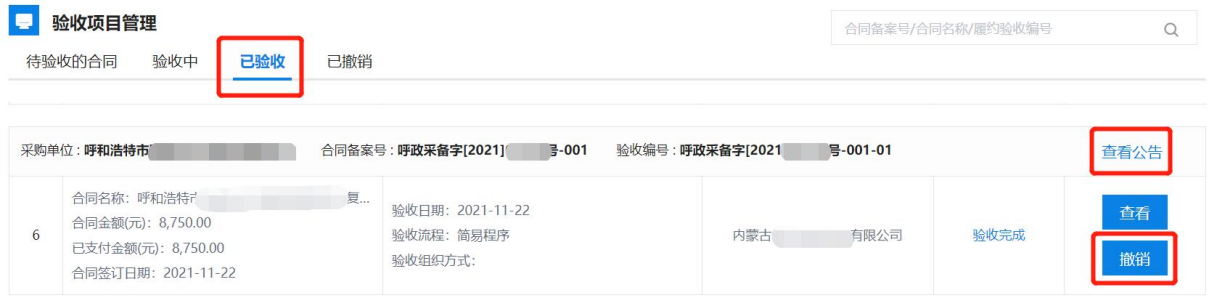 验收项目管理
合同备案号/合同名称/履约验收编号
待验收的合同 验收中 已验收 已撤销
采购单位 : 呼和浩特市 合同备案号 : 呼政采备字[2021] 号-001 验收编号 : 呼政采备字[2021 号-001-01 查看公告
合同名称：呼和浩特市 复...
合同金额(元)：8,750.00
已支付金额(元)：8,750.00
合同签订日期：2021-11-22
6
验收日期：2021-11-22
验收流程：简易程序
验收组织方式：
内蒙古 有限公司
验收完成
查看
撤销